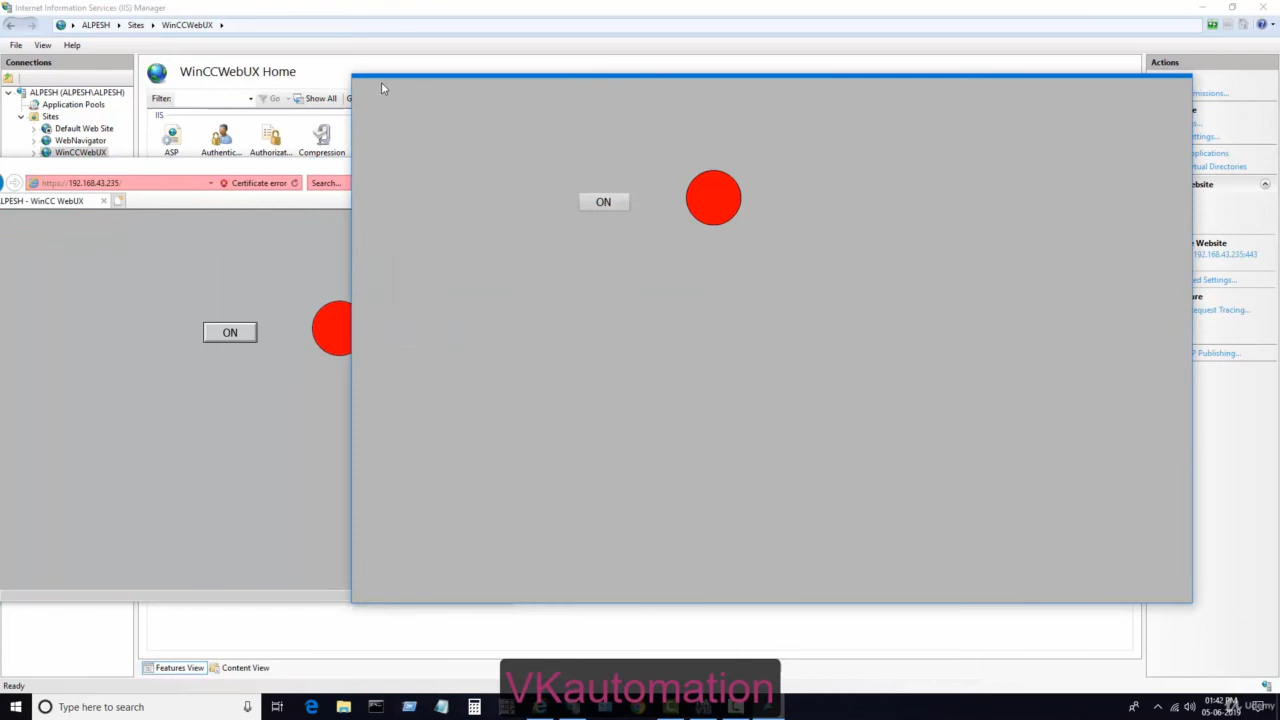 Internet Information Services (IIS) Manager
ALPESH
Sites
WinCCWebUX
File View Help
Connections
ALPESH (ALPESH\ALPESH)
Application Pools
Sites
Default Web Site
WebNavigator
WinCCWebUX
WinCCWebUX Home
Filter: Go Show All G
IIS
ASP Authentic... Authorizat... Compression
Actions
missions...
e
s...
ttings...
pplications
rtual Directories
ebsite
e Website
192.168.43.235:443
ed Settings...
ure
equest Tracing...
P Publishing...
https://192.168.43.235/
Certificate error
Search...
ALPESH - WinCC WebUX
ON
ON
Features View Content View
Ready
VKautomation
Type here to search
01:42 PM
05-06-2019
Udemy